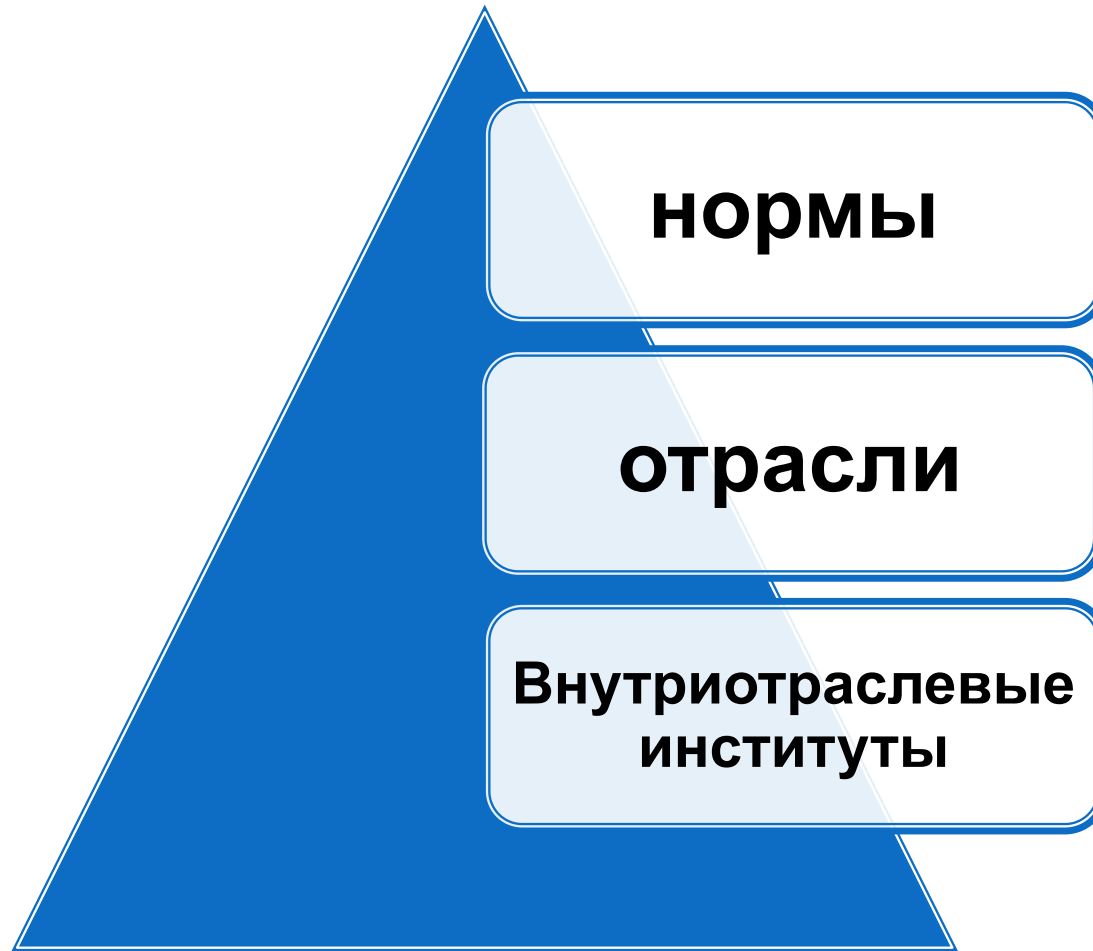 нормы
отрасли
Внутриотраслевые
институты